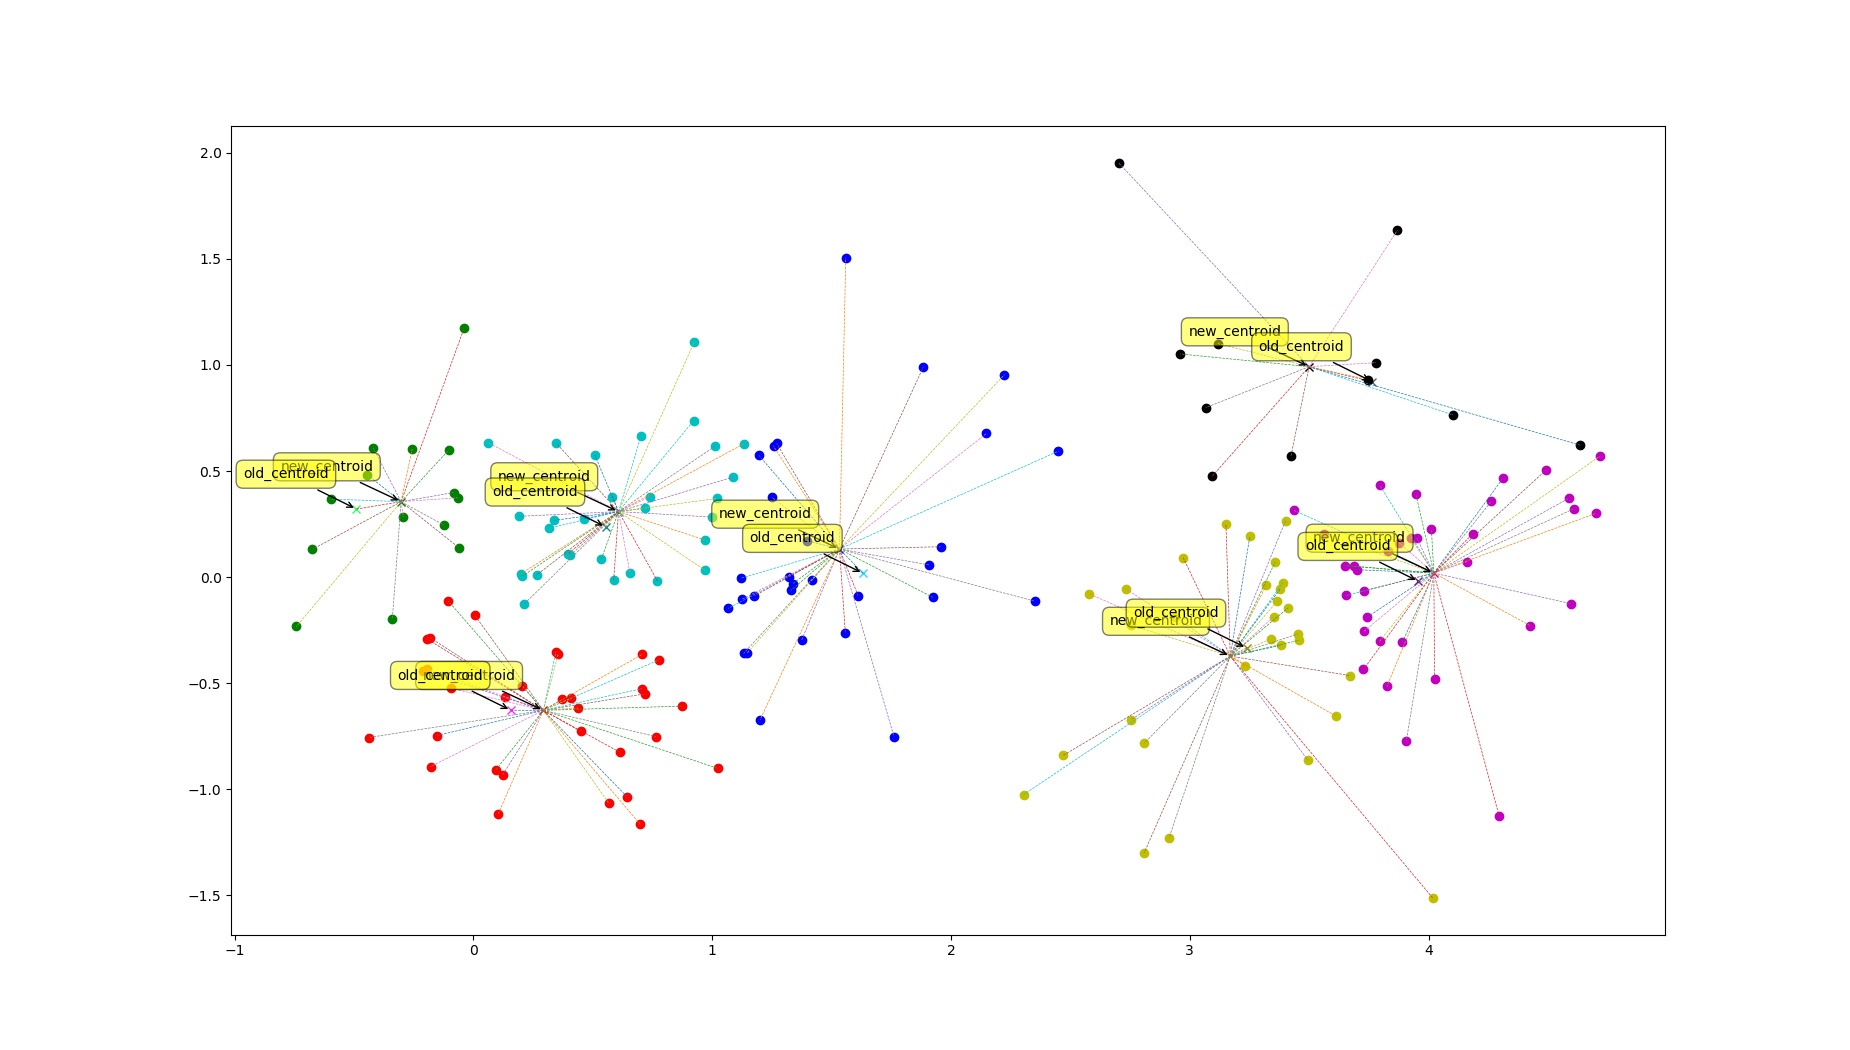 2.0
1.5
1.0
0.5
0.0
−0.5
−1.0
−1.5
−1
0
1
2
3
4
new_centroid
old_centroid
new_centroid
old_centroid
new_centroid
old_centroid
new_centroid
old_centroid
new_centroid
old_centroid
old_centroid
new_centroid
old_centroid
new_centroid